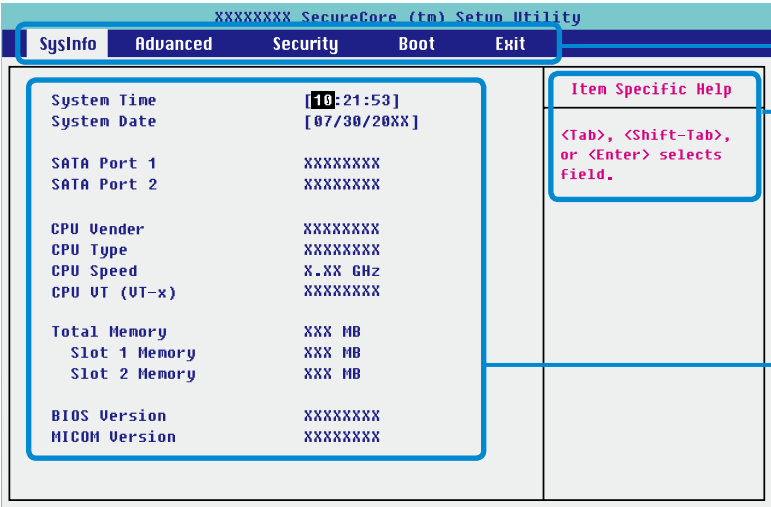 XXXXXXXX SecureCore (tm) Setup Utility
SysInfo Advanced Security Boot Exit
System Time [10:21:53]
System Date [07/30/20XX]
SATA Port 1 XXXXXXXX
SATA Port 2 XXXXXXXX
CPU Vender XXXXXXXX
CPU Type XXXXXXXX
CPU Speed X.XX GHz
CPU VT (VT-x) XXXXXXXX
Total Memory XXX MB
Slot 1 Memory XXX MB
Slot 2 Memory XXX MB
BIOS Version XXXXXXXX
MICOM Version XXXXXXXX
Item Specific Help
<Tab>, <Shift-Tab>,
or <Enter> selects
field.